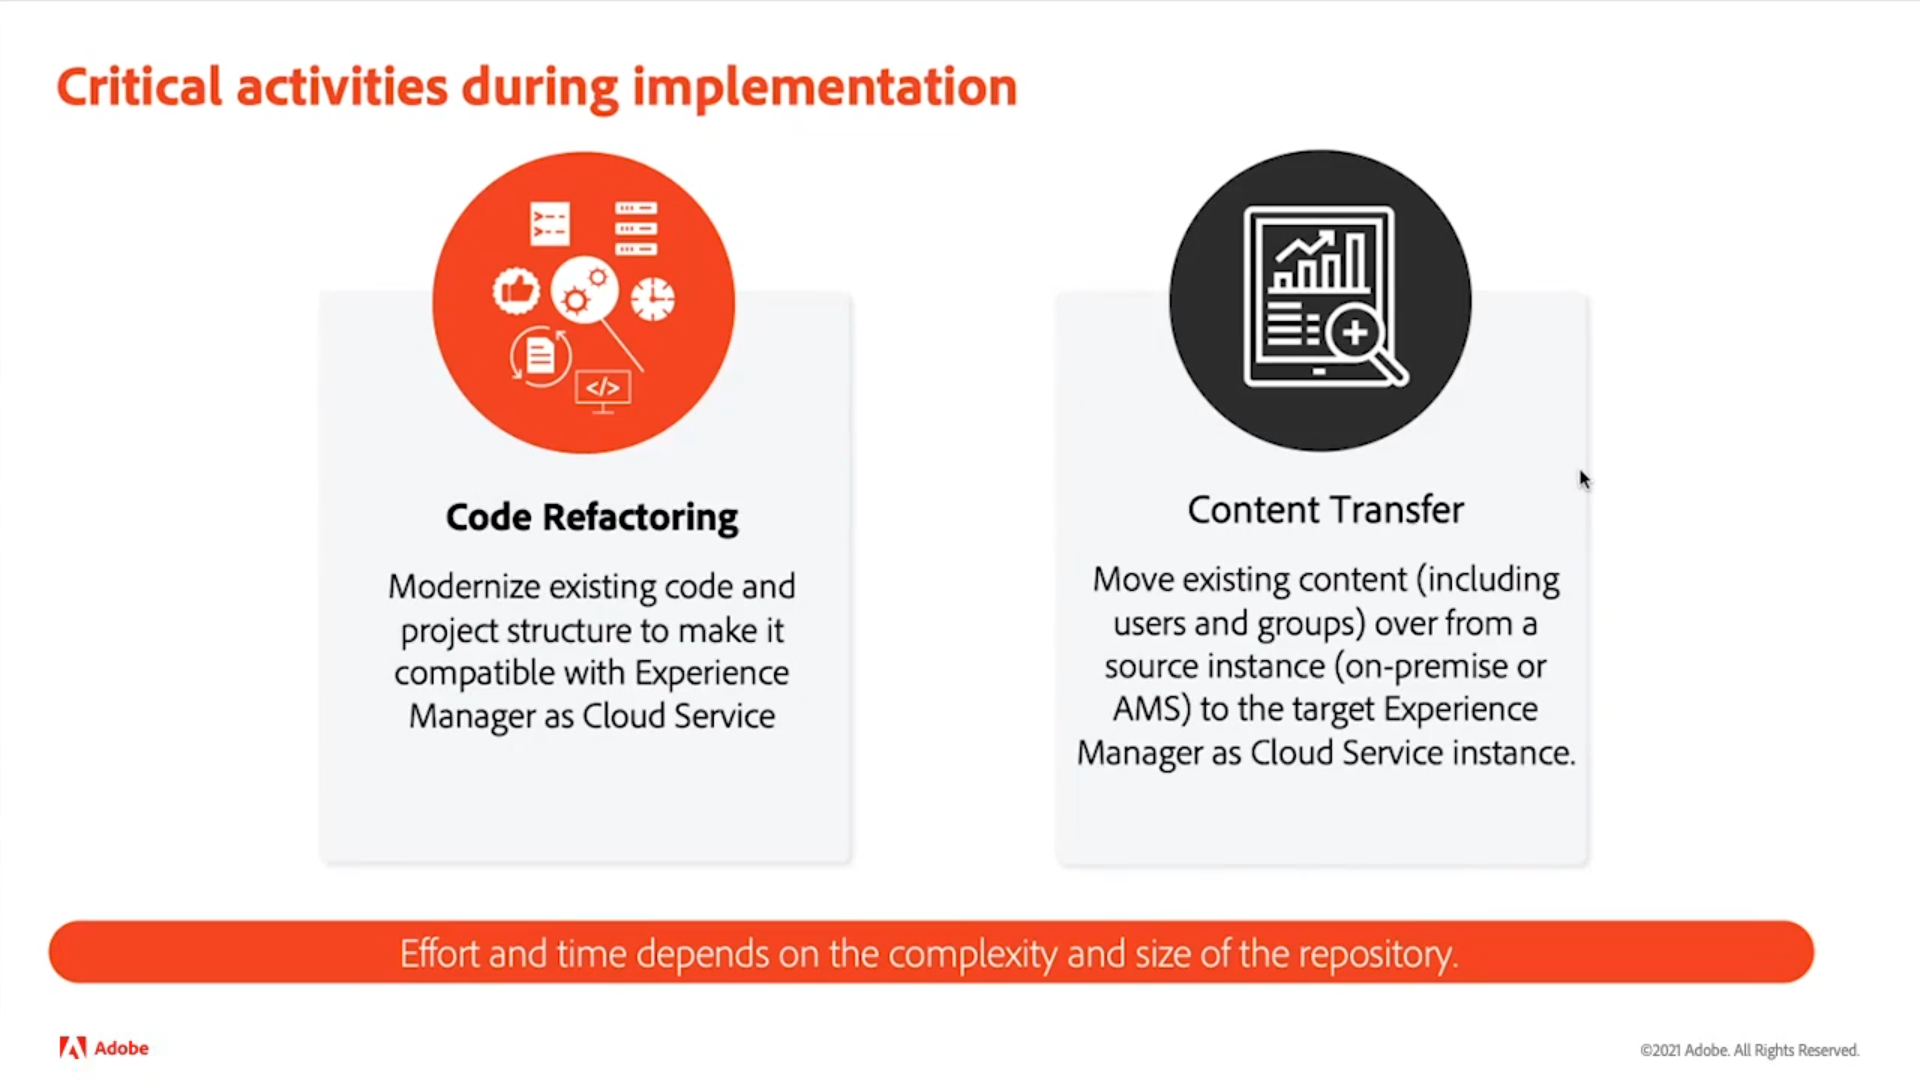 Critical activities during implementation
Code Refactoring
Modernize existing code and
project structure to make it
compatible with Experience
Manager as Cloud Service
Content Transfer
Move existing content (including
users and groups) over from a
source instance (on-premise or
AMS) to the target Experience
Manager as Cloud Service instance.
Effort and time depends on the complexity and size of the repository.
Adobe
©2021 Adobe. All Rights Reserved.